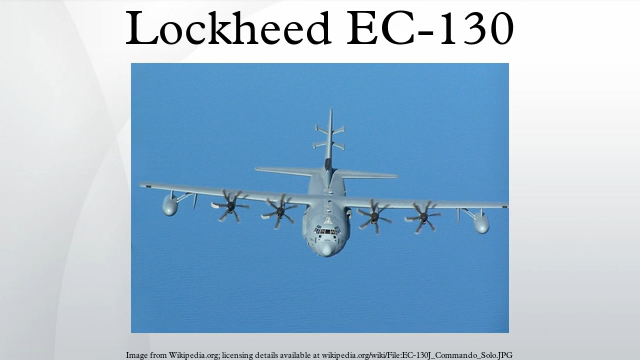 Lockheed EC-130
Image from Wikipedia.org; licensing details available at wikipedia.org/wiki/File:EC-130J_Commando_Solo.JPG